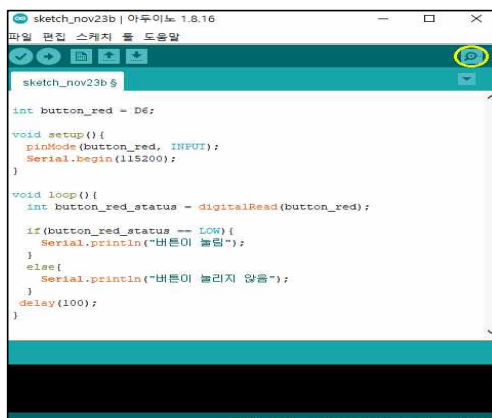 sketch_nov23b | 아두이노 1.8.16
파일 편집 스케치 툴 도움말
sketch_nov23b §
int button_red = D6;
void setup(){
pinMode(button_red, INPUT);
Serial.begin(115200);
}
void loop(){
int button_red_status = digitalRead(button_red);
if(button_red_status == LOW){
Serial.println("버튼이 눌림");
}
else{
Serial.println("버튼이 눌리지 않음");
}
delay(100);
}